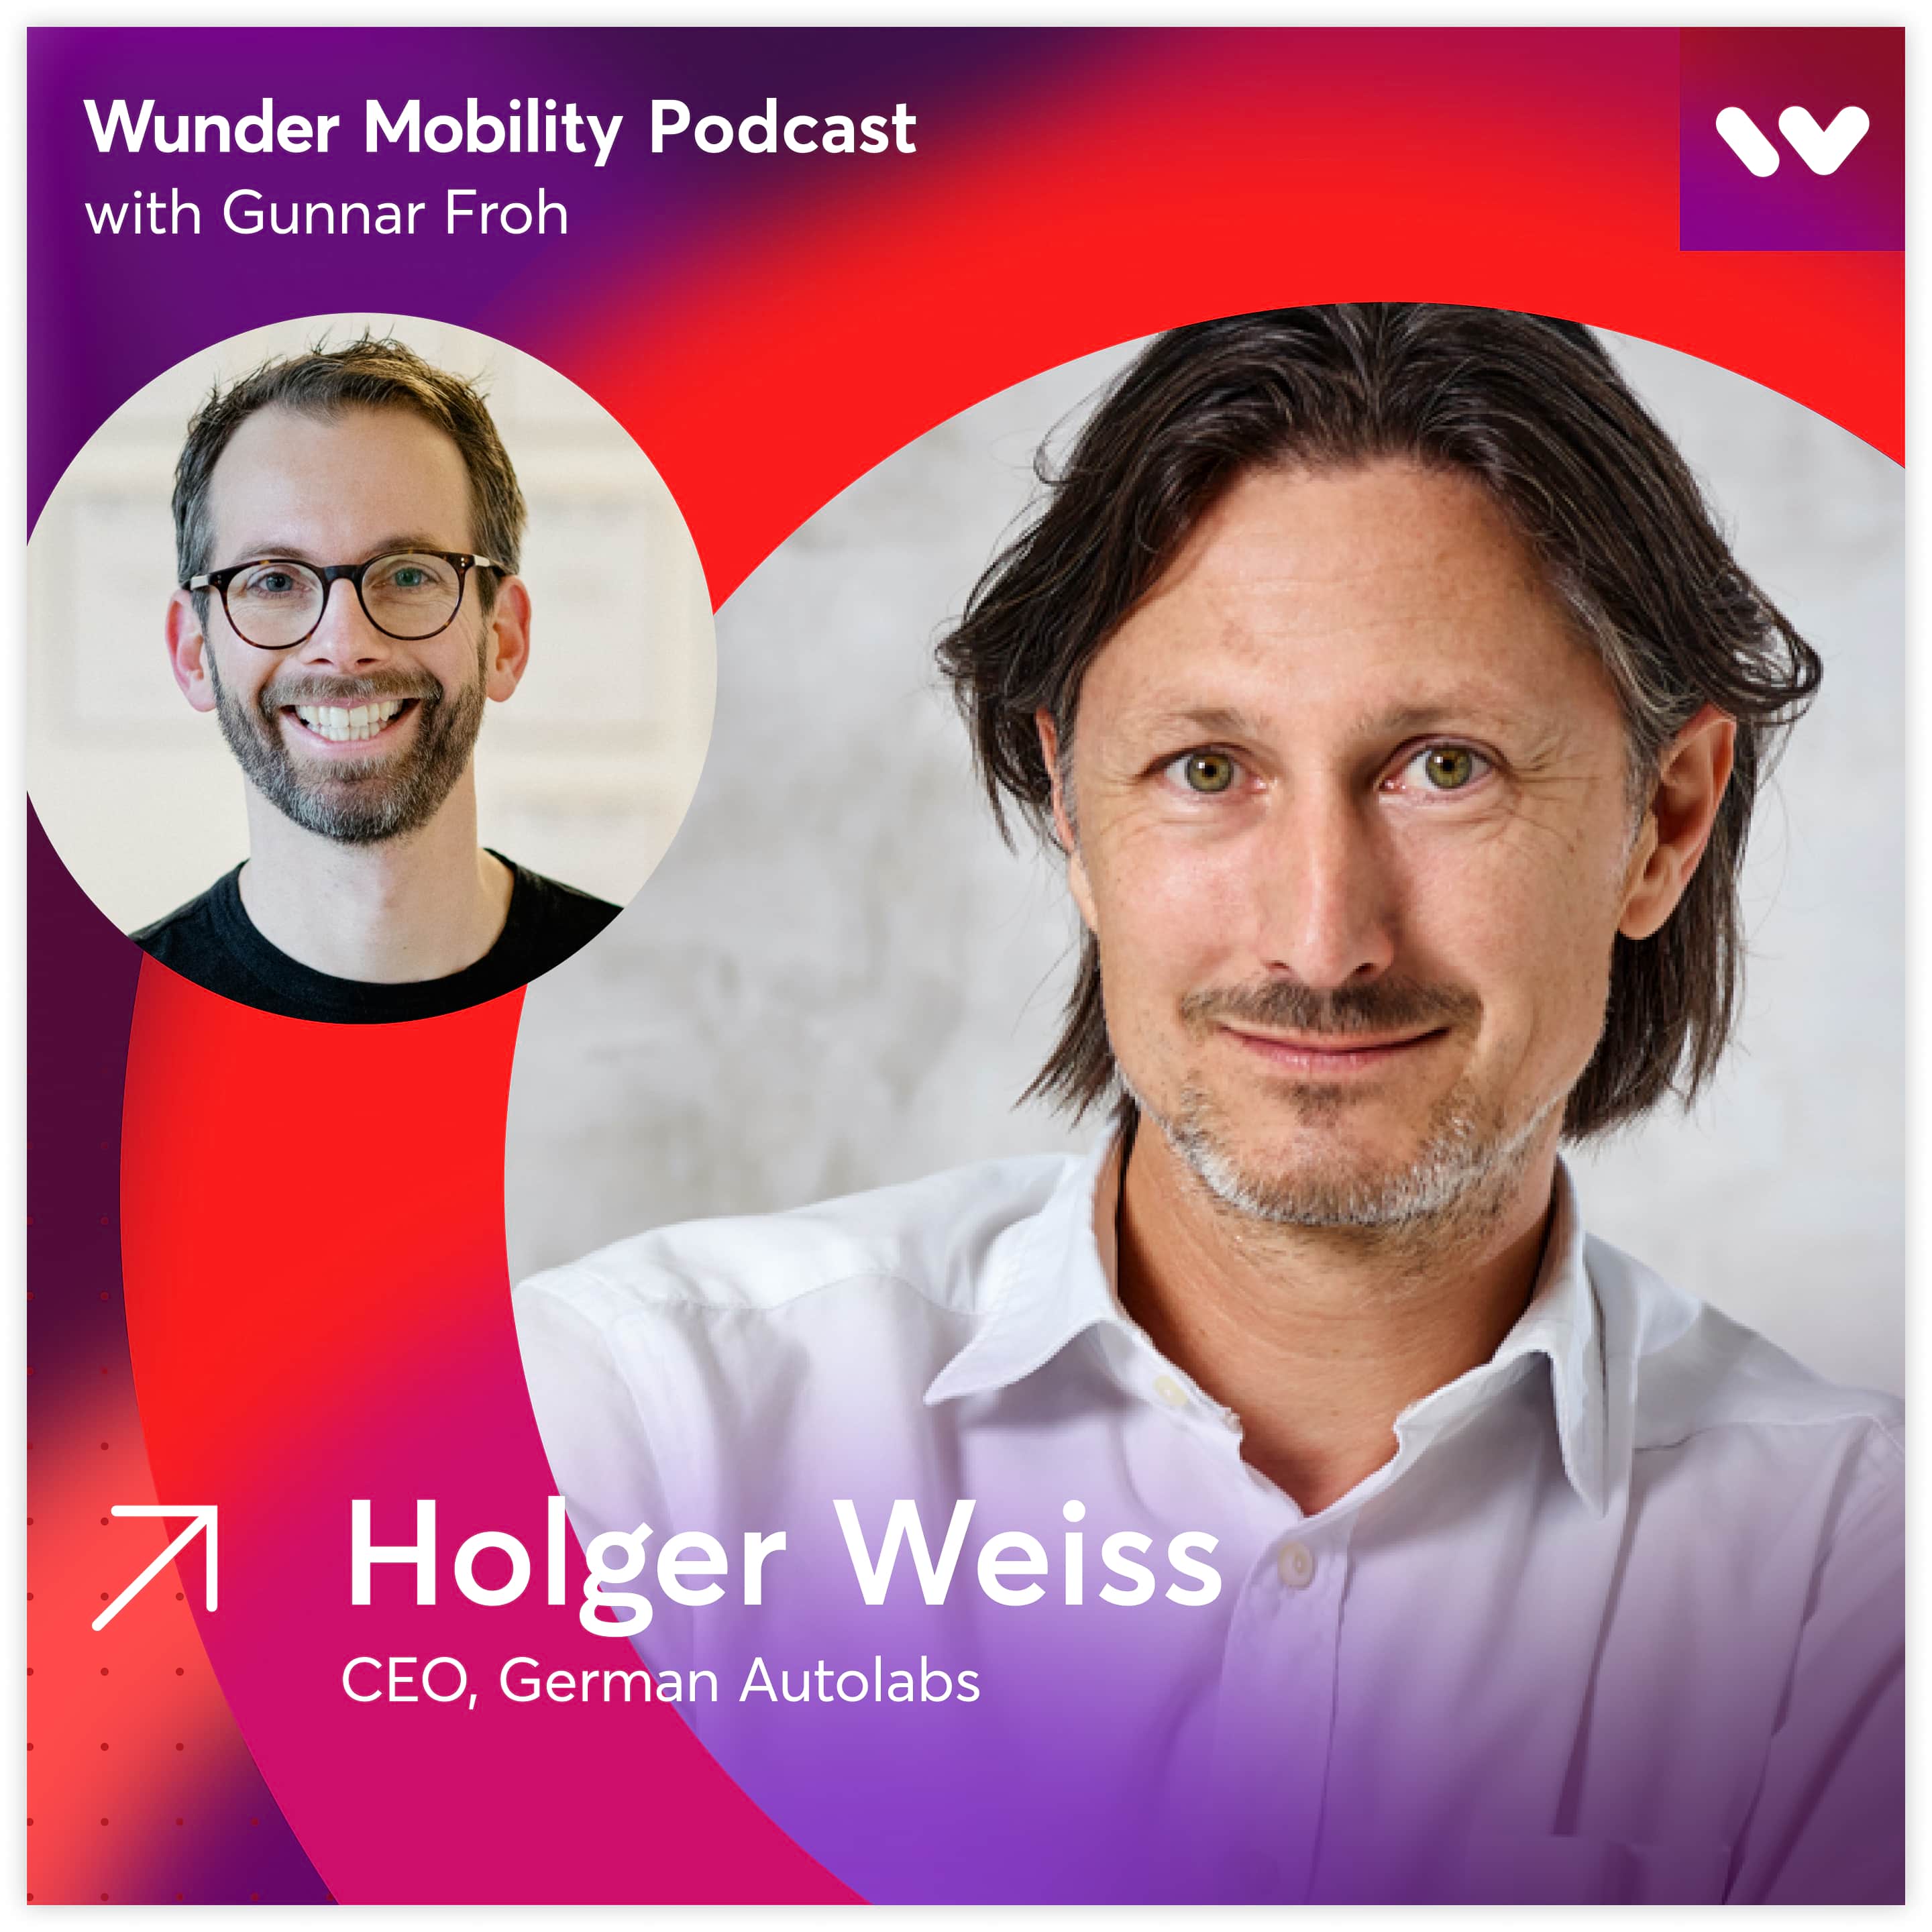 Wunder Mobility Podcast
with Gunnar Froh
Holger Weiss
CEO, German Autolabs